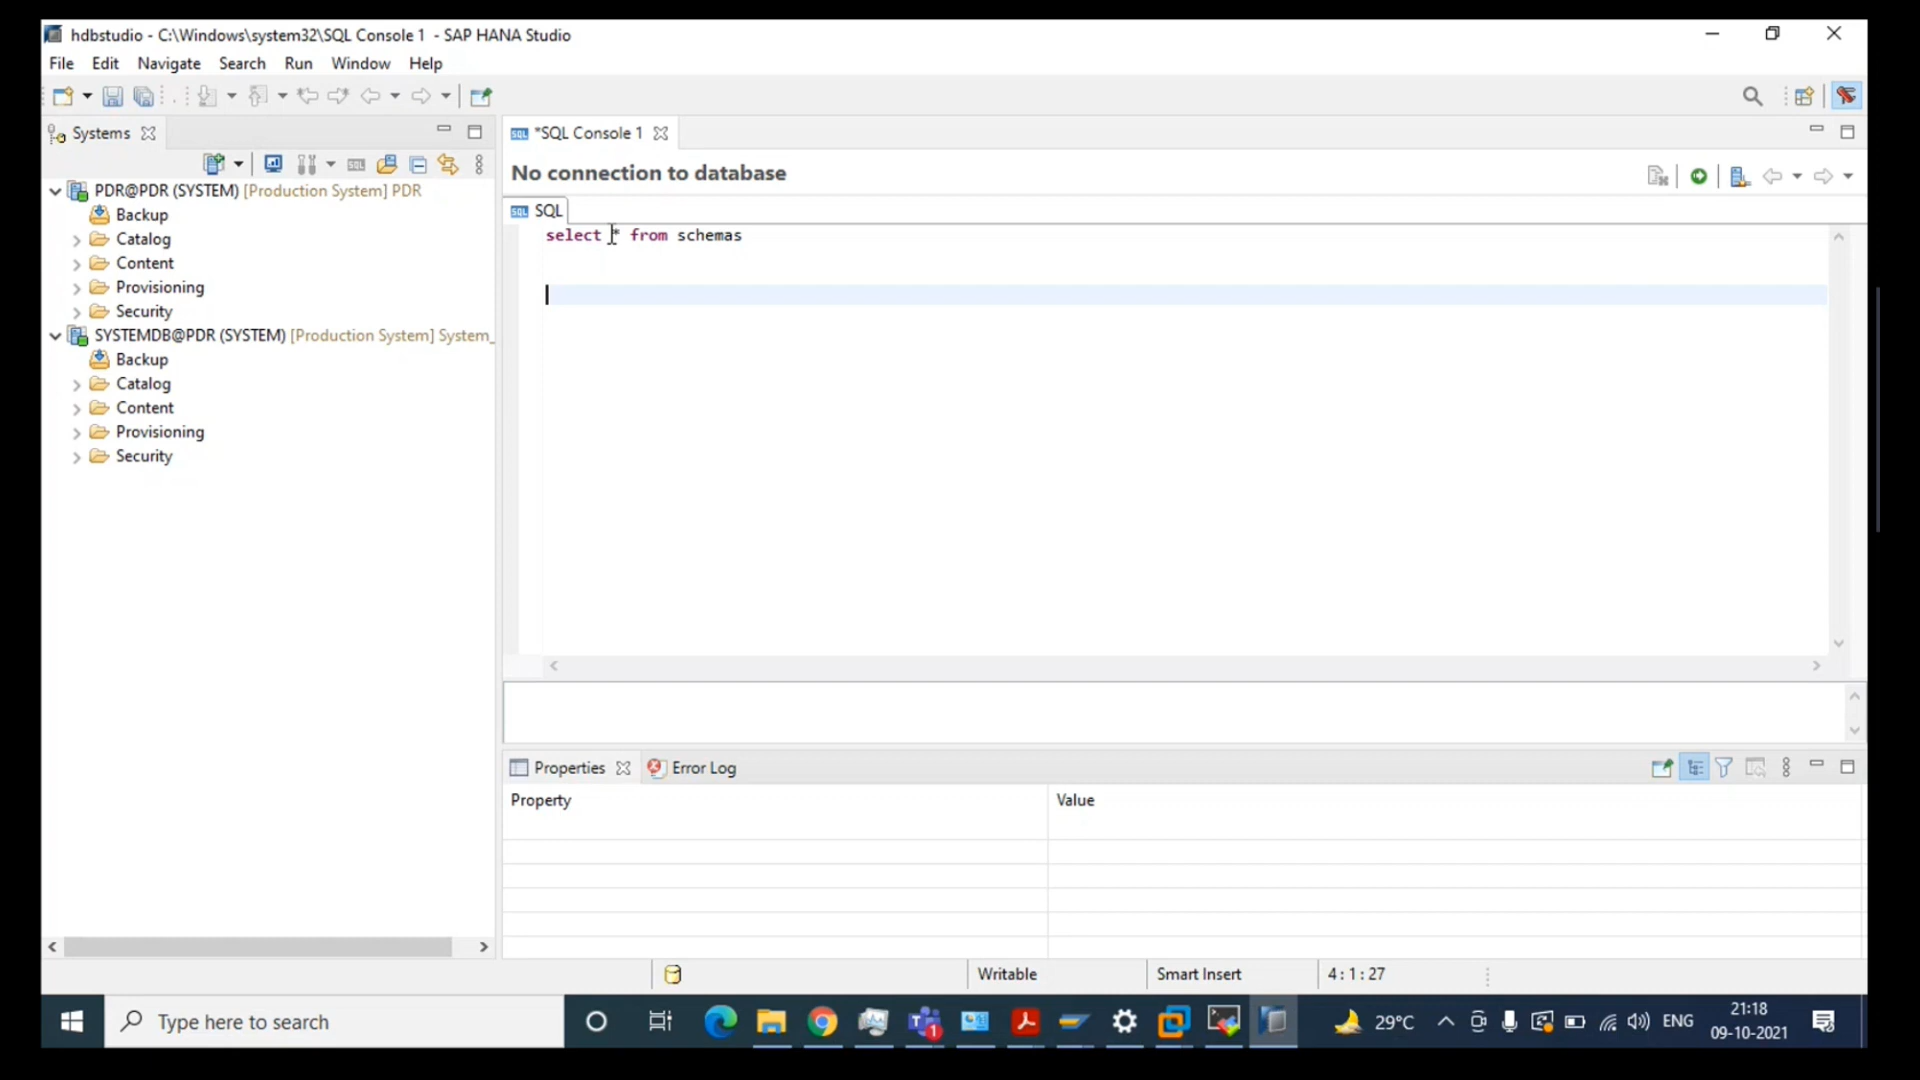 hdbstudio - C:\Windows\system32\SQL Console 1 - SAP HANA Studio
File Edit Navigate Search Run Window Help
Systems
*SQL Console 1
SQL
No connection to database
PDR@PDR (SYSTEM) [Production System] PDR
Backup
Catalog
Content
Provisioning
Security
SYSTEMDB@PDR (SYSTEM) [Production System] System_
Backup
Catalog
Content
Provisioning
Security
SQL
select * from schemas
Properties
Error Log
Property Value
Writable Smart Insert 4 : 1 : 27
Type here to search
1
29°C
ENG
21:18
09-10-2021